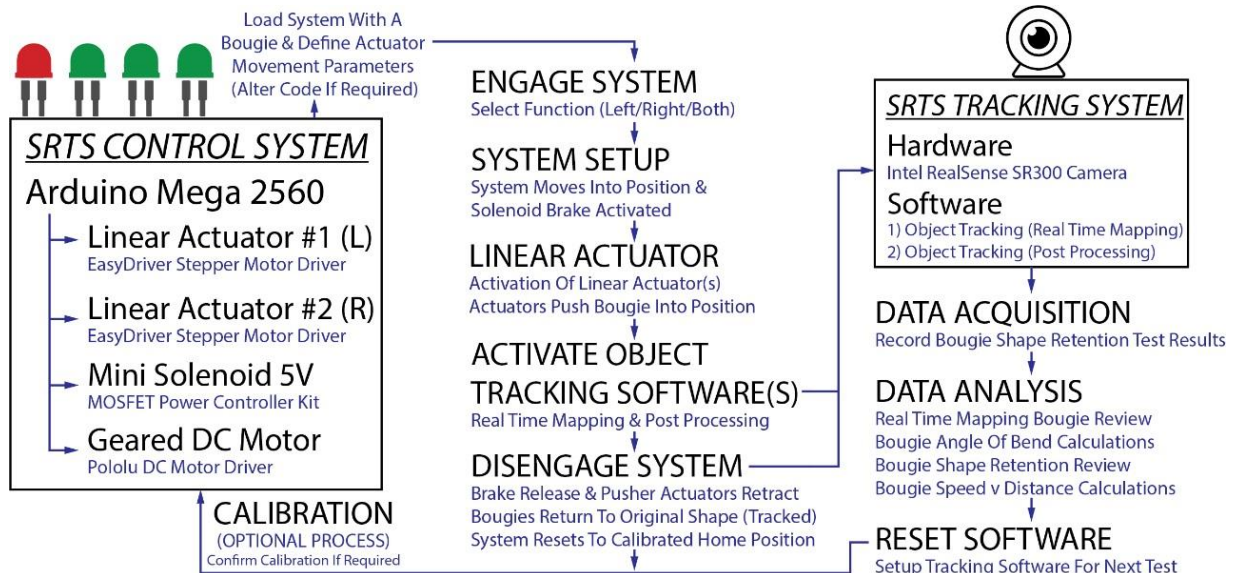 Load System With A
Bougie & Define Actuator
Movement Parameters
(Alter Code If Required)
SRTS CONTROL SYSTEM
Arduino Mega 2560
Linear Actuator #1 (L)
EasyDriver Stepper Motor Driver
Linear Actuator #2 (R)
EasyDriver Stepper Motor Driver
Mini Solenoid 5V
MOSFET Power Controller Kit
Geared DC Motor
Pololu DC Motor Driver
CALIBRATION
(OPTIONAL PROCESS)
Confirm Calibration If Required
ENGAGE SYSTEM
Select Function (Left/Right/Both)
SYSTEM SETUP
System Moves Into Position &
Solenoid Brake Activated
LINEAR ACTUATOR
Activation Of Linear Actuator(s)
Actuators Push Bougie Into Position
ACTIVATE OBJECT
TRACKING SOFTWARE(S)
Real Time Mapping & Post Processing
DISENGAGE SYSTEM
Brake Release & Pusher Actuators Retract
Bougies Return To Original Shape (Tracked)
System Resets To Calibrated Home Position
SRTS TRACKING SYSTEM
Hardware
Intel RealSense SR300 Camera
Software
1) Object Tracking (Real Time Mapping)
2) Object Tracking (Post Processing)
DATA ACQUISITION
Record Bougie Shape Retention Test Results
DATA ANALYSIS
Real Time Mapping Bougie Review
Bougie Angle Of Bend Calculations
Bougie Shape Retention Review
Bougie Speed v Distance Calculations
RESET SOFTWARE
Setup Tracking Software For Next Test